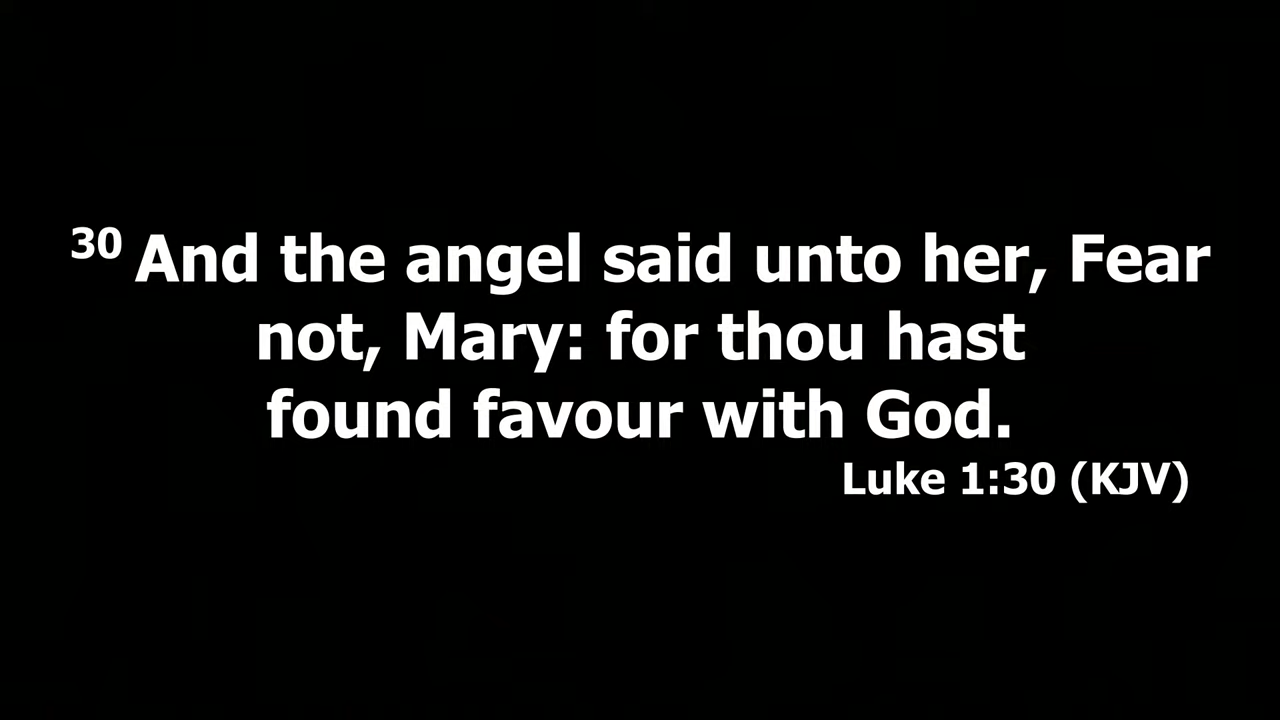 30 And the angel said unto her, Fear
not, Mary: for thou hast
found favour with God.
Luke 1:30 (KJV)